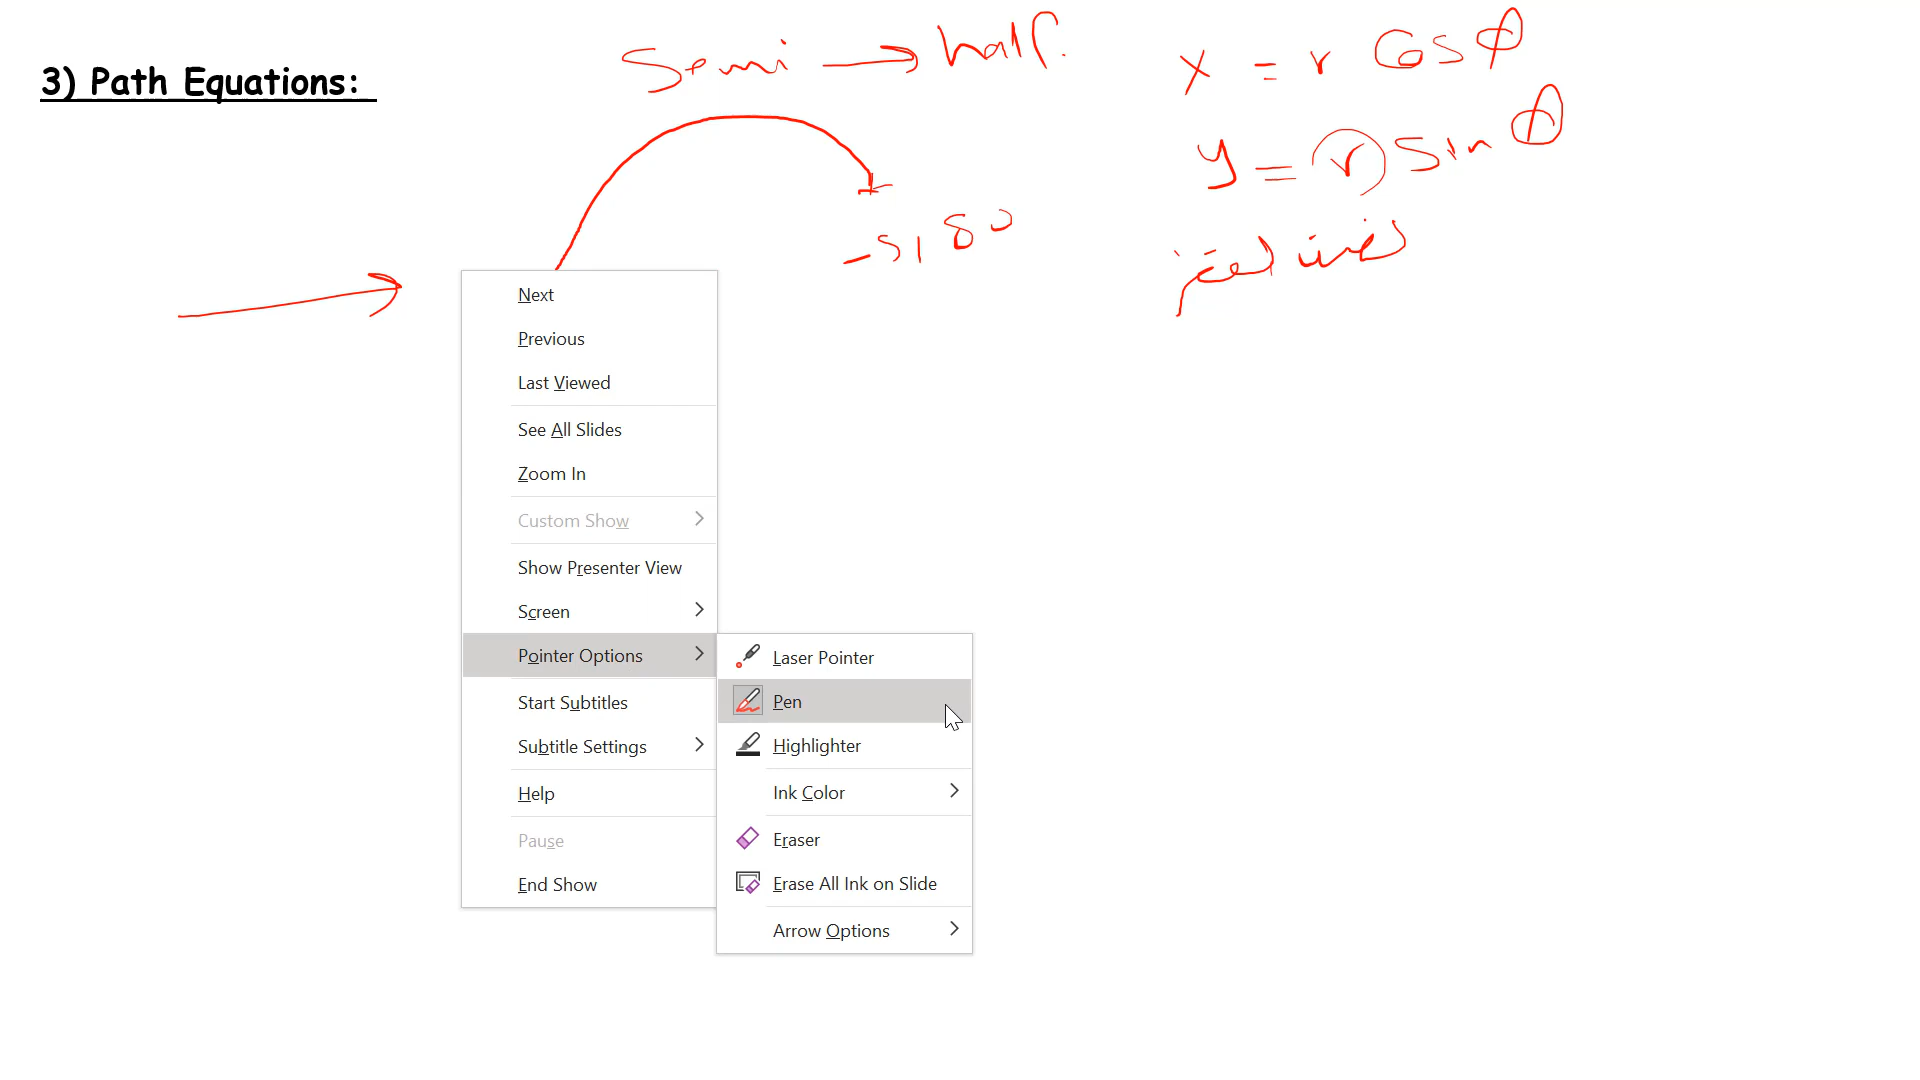 3) Path Equations:
Semi → half.
x = r cos θ
y = r sin θ
Next
Previous
Last Viewed
See All Slides
Zoom In
Custom Show
Show Presenter View
Screen
Pointer Options
Start Subtitles
Subtitle Settings
Help
Pause
End Show
Laser Pointer
Pen
Highlighter
Ink Color
Eraser
Erase All Ink on Slide
Arrow Options